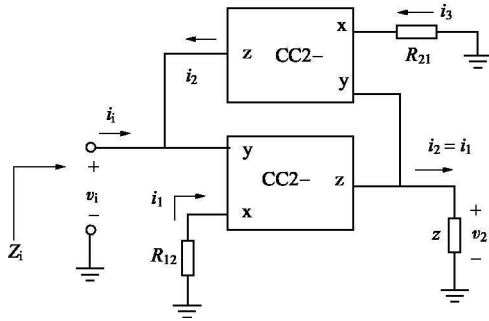 x
i₃
z
CC2−
R₂₁
i₂
y
iᵢ
i₂ = i₁
+
y
CC2−
z
vᵢ
i₁
−
x
+
z
v₂
−
Zᵢ
R₁₂